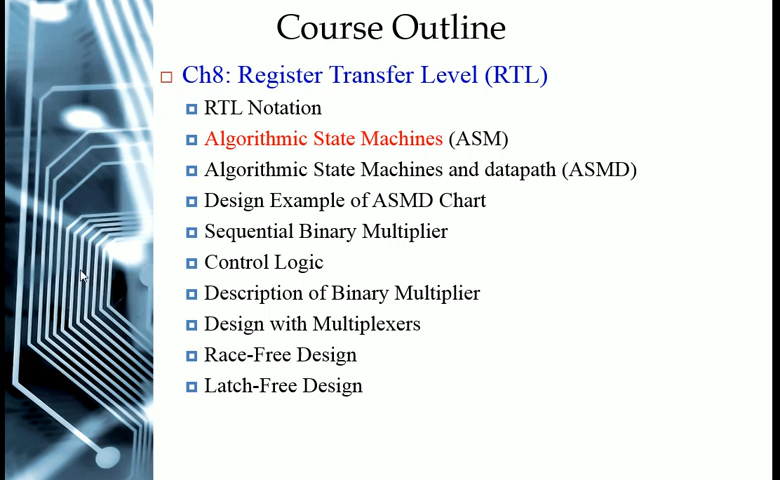 Course Outline
Ch8: Register Transfer Level (RTL)
RTL Notation
Algorithmic State Machines (ASM)
Algorithmic State Machines and datapath (ASMD)
Design Example of ASMD Chart
Sequential Binary Multiplier
Control Logic
Description of Binary Multiplier
Design with Multiplexers
Race-Free Design
Latch-Free Design